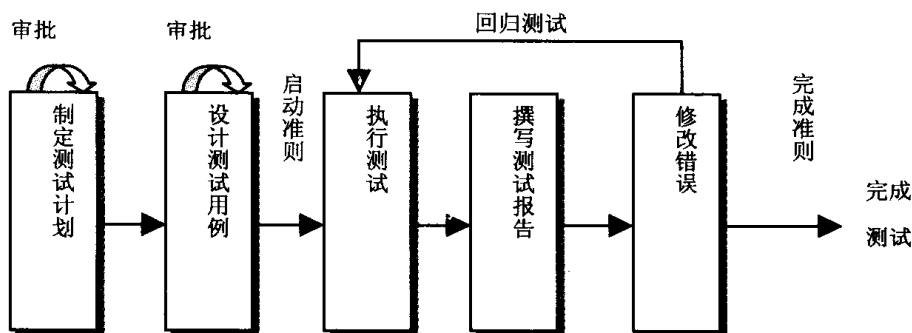 审批
审批
回归测试
制定测试计划
设计测试用例
启动准则
执行测试
撰写测试报告
修改错误
完成准则
完成
测试